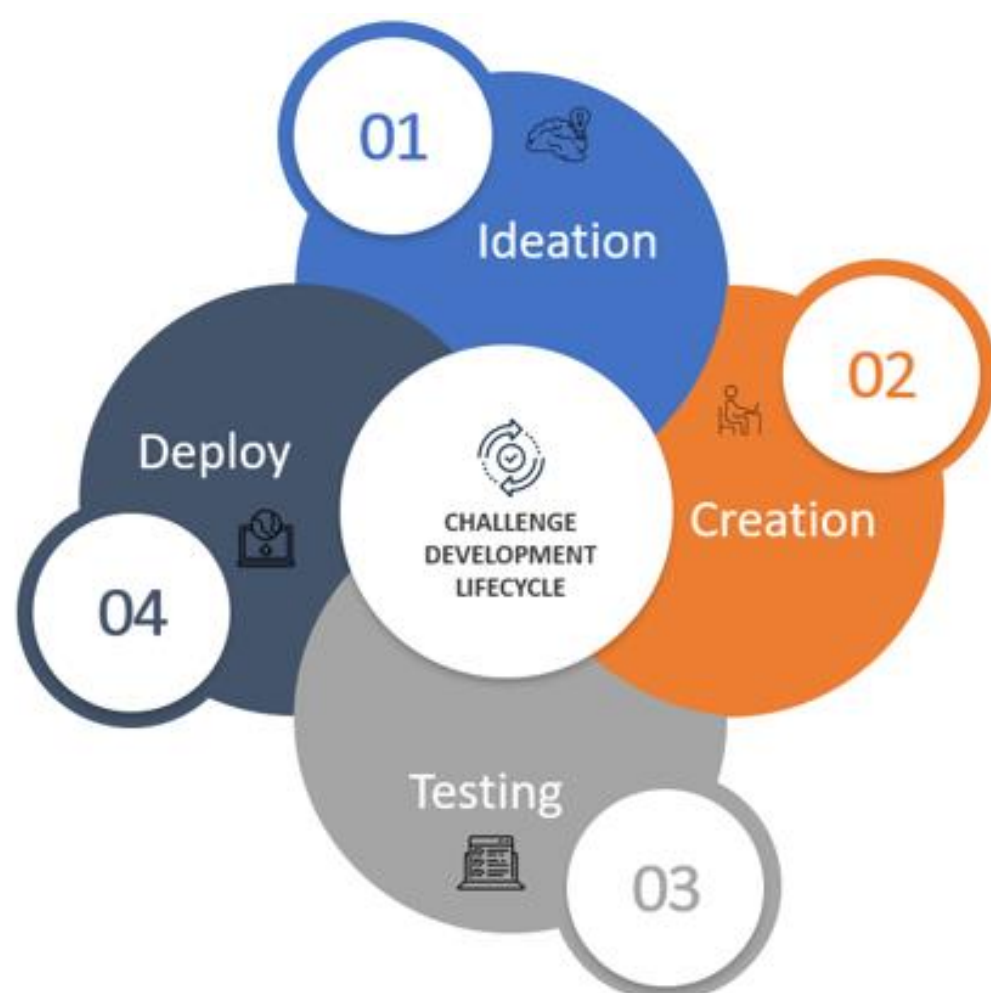 01
Ideation
02
Creation
03
Testing
04
Deploy
CHALLENGE
DEVELOPMENT
LIFECYCLE